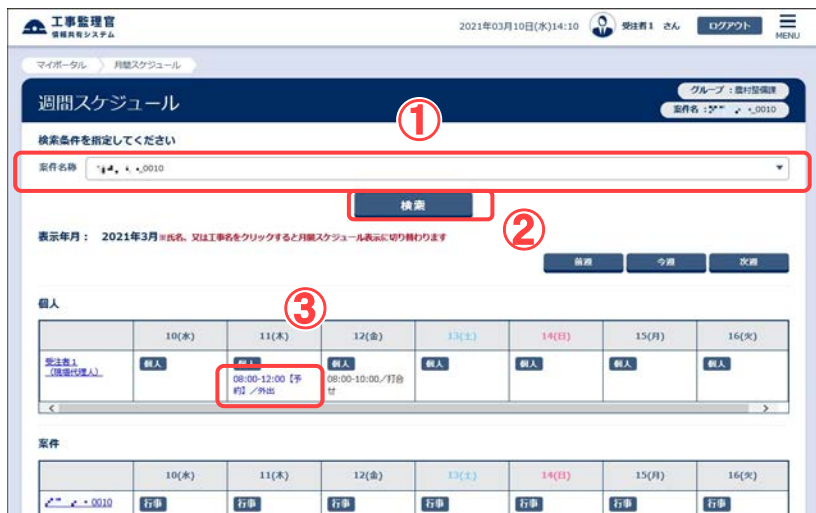 工事監理官
情報共有システム
2021年03月10日(水)14:10 受注者1 さん ログアウト MENU
マイポータル 月間スケジュール
週間スケジュール
グループ：農村整備課
案件名：_0010
①
検索条件を指定してください
案件名称 _0010
検索
②
表示年月： 2021年3月 ※氏名、又は工事名をクリックすると月間スケジュール表示に切り替わります
前週 今週 次週
個人
③
10(水) 11(木) 12(金) 13(土) 14(日) 15(月) 16(火)
受注者1 個人 個人 個人 個人 個人 個人 個人
（現場代理人） 08:00-12:00【予 08:00-10:00／打合
約】／外出 せ
案件
10(水) 11(木) 12(金) 13(土) 14(日) 15(月) 16(火)
0010 行事 行事 行事 行事 行事 行事 行事